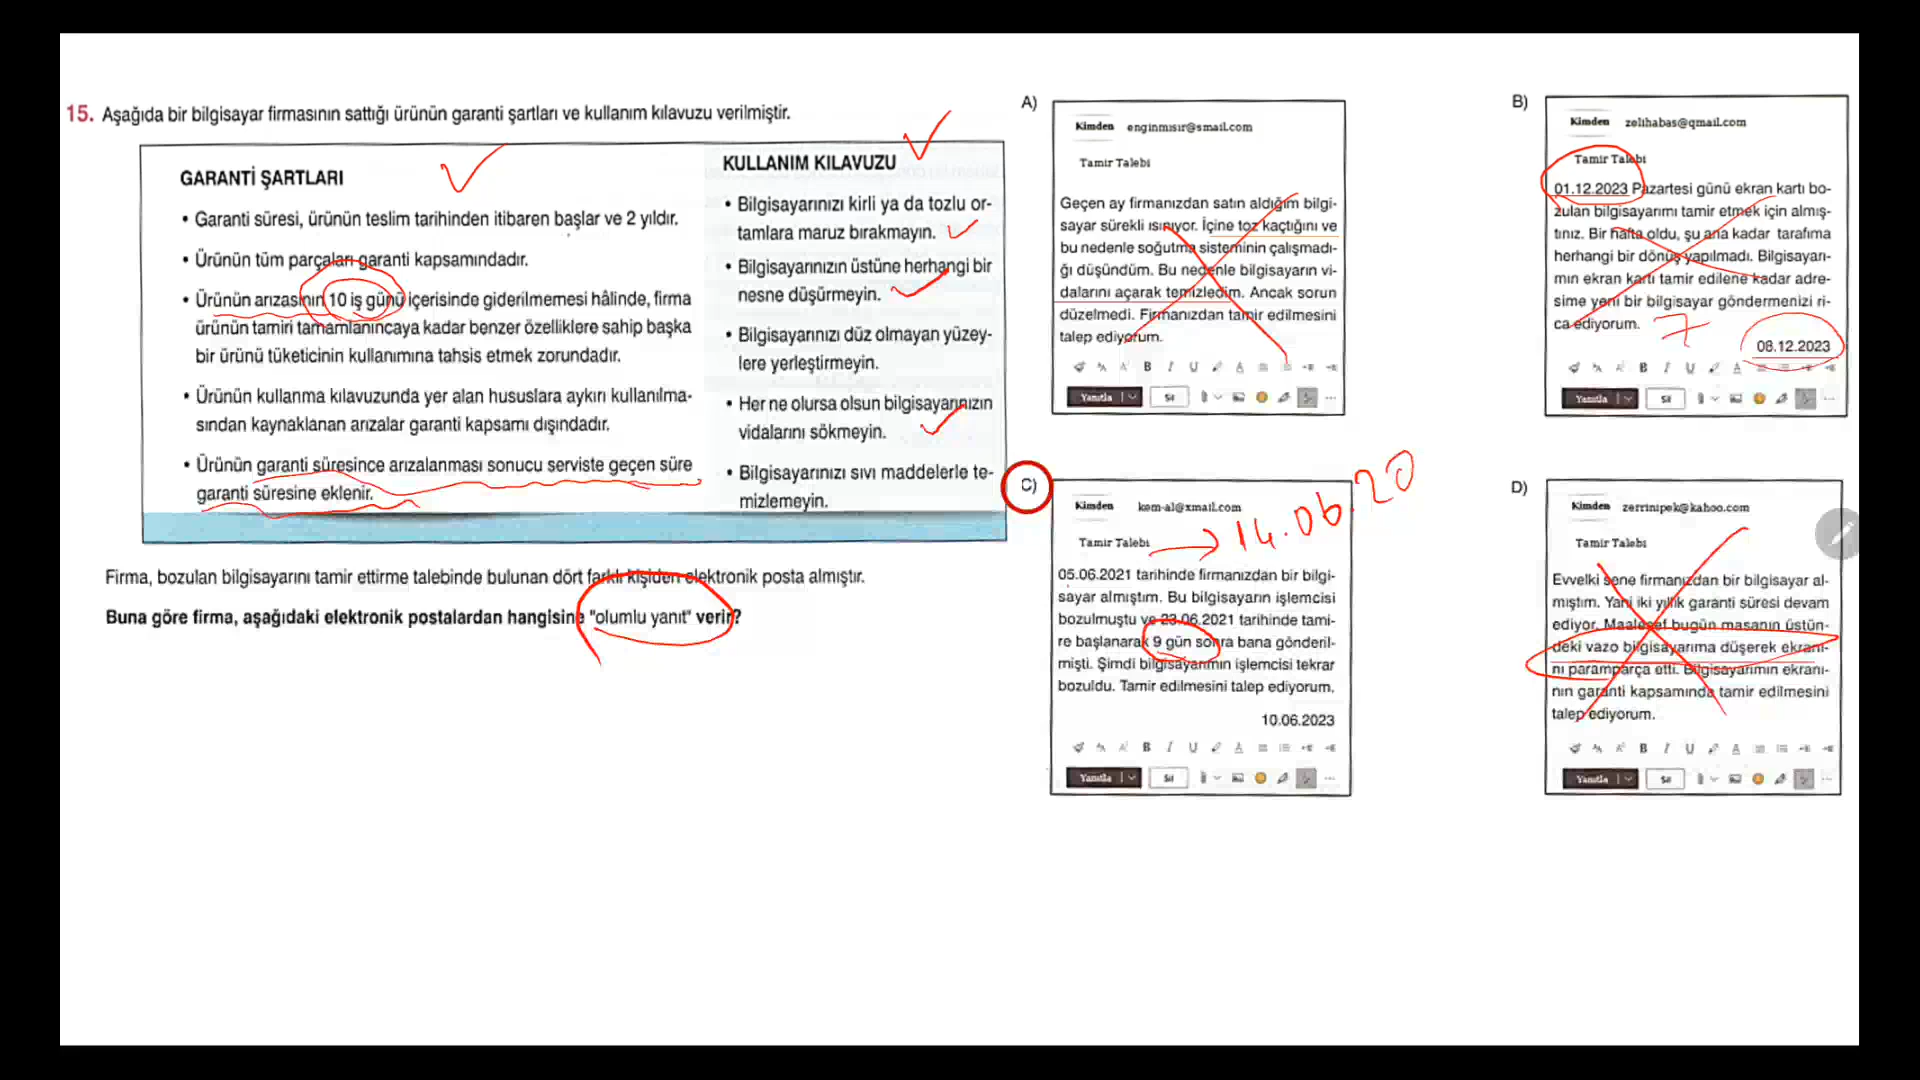 15. Aşağıda bir bilgisayar firmasının sattığı ürünün garanti şartları ve kullanım kılavuzu verilmiştir.
GARANTİ ŞARTLARI
• Garanti süresi, ürünün teslim tarihinden itibaren başlar ve 2 yıldır.
• Ürünün tüm parçaları garanti kapsamındadır.
• Ürünün arızasının 10 iş günü içerisinde giderilmemesi hâlinde, firma
ürünün tamiri tamamlanıncaya kadar benzer özelliklere sahip başka
bir ürünü tüketicinin kullanımına tahsis etmek zorundadır.
• Ürünün kullanma kılavuzunda yer alan hususlara aykırı kullanılma-
sından kaynaklanan arızalar garanti kapsamı dışındadır.
• Ürünün garanti süresince arızalanması sonucu serviste geçen süre
garanti süresine eklenir.
KULLANIM KILAVUZU
• Bilgisayarınızı kirli ya da tozlu or-
tamlara maruz bırakmayın.
• Bilgisayarınızın üstüne herhangi bir
nesne düşürmeyin.
• Bilgisayarınızı düz olmayan yüzey-
lere yerleştirmeyin.
• Her ne olursa olsun bilgisayarınızın
vidalarını sökmeyin.
• Bilgisayarınızı sıvı maddelerle te-
mizlemeyin.
Firma, bozulan bilgisayarını tamir ettirme talebinde bulunan dört farklı kişiden elektronik posta almıştır.
Buna göre firma, aşağıdaki elektronik postalardan hangisine "olumlu yanıt" verir?
A)
Kimden enginmisir@smail.com
Tamir Talebi
Geçen ay firmanızdan satın aldığım bilgi-
sayar sürekli ısınıyor. İçine toz kaçtığını ve
bu nedenle soğutma sisteminin çalışmadı-
ğı düşündüm. Bu nedenle bilgisayarın vi-
dalarını açarak temizledim. Ancak sorun
düzelmedi. Firmanızdan tamir edilmesini
talep ediyorum.
B I U A
Yanıtla Sil
B)
Kimden zelihabas@qmail.com
Tamir Talebi
01.12.2023 Pazartesi günü ekran kartı bo-
zulan bilgisayarımı tamir etmek için almış-
tınız. Bir hafta oldu, şu ana kadar tarafıma
herhangi bir dönüş yapılmadı. Bilgisayarı-
mın ekran kartı tamir edilene kadar adre-
sime yeni bir bilgisayar göndermenizi ri-
ca ediyorum.
7
08.12.2023
B I U A
Yanıtla Sil
C)
Kimden kem-al@xmail.com
Tamir Talebi
14.06.20
05.06.2021 tarihinde firmanızdan bir bilgi-
sayar almıştım. Bu bilgisayarın işlemcisi
bozulmuştu ve 23.06.2021 tarihinde tami-
re başlanarak 9 gün sonra bana gönderil-
mişti. Şimdi bilgisayarımın işlemcisi tekrar
bozuldu. Tamir edilmesini talep ediyorum.
10.06.2023
B I U A
Yanıtla Sil
D)
Kimden zerrinipek@kahoo.com
Tamir Talebi
Evvelki sene firmanızdan bir bilgisayar al-
mıştım. Yani iki yıllık garanti süresi devam
ediyor. Maalesef bugün masanın üstün-
deki vazo bilgisayarıma düşerek ekranı-
nı paramparça etti. Bilgisayarımın ekranı-
nın garanti kapsamında tamir edilmesini
talep ediyorum.
B I U A
Yanıtla Sil